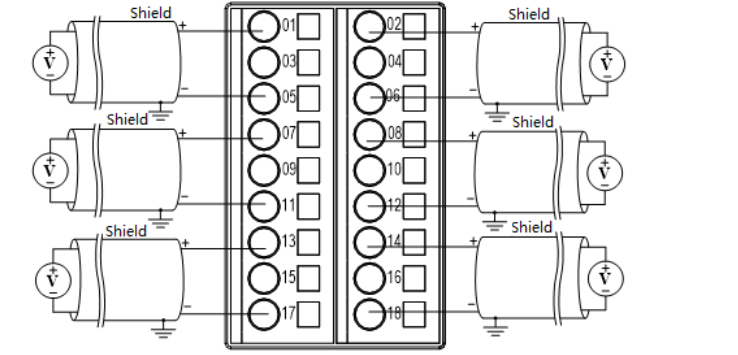 Shield 01 02 Shield
+ +
V 03 04 V
- 05 06 -
Shield Shield
+ 07 08 +
V 09 10 V
- 11 12 -
Shield Shield
+ 13 14 +
V 15 16 V
- 17 18 -